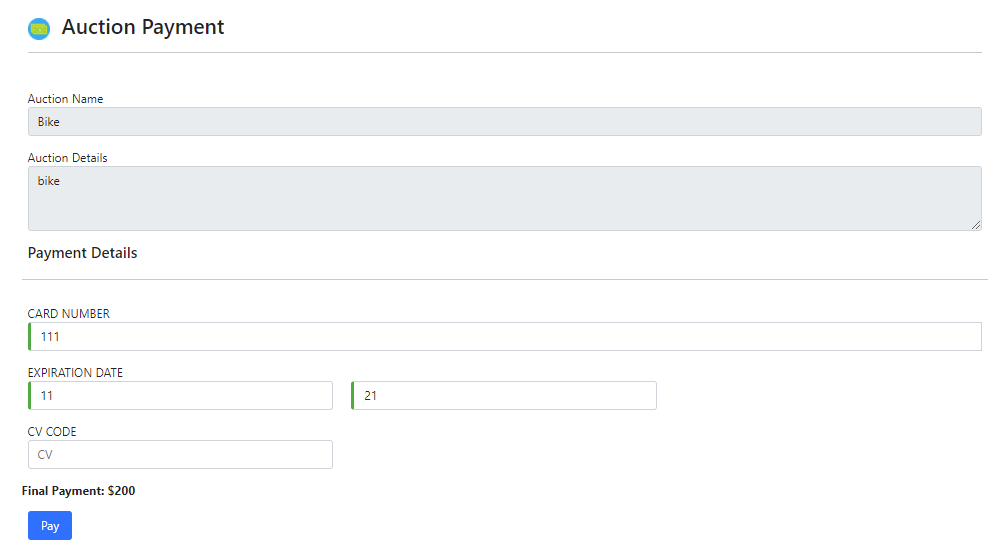 Auction Payment
Auction Name
Bike
Auction Details
bike
Payment Details
CARD NUMBER
111
EXPIRATION DATE
11 21
CV CODE
CV
Final Payment: $200
Pay